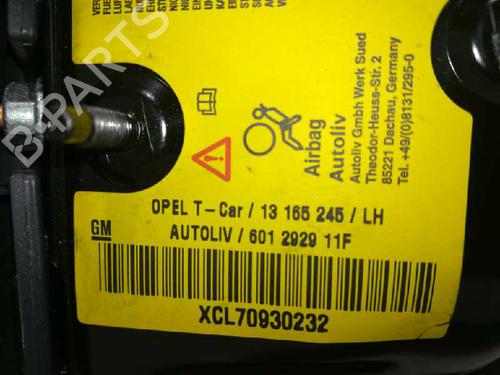 Airbag
Autoliv
Autoliv Gmbh Werk Sued
Theodor-Heuss-Str. 2
85221 Dachau, Germany
Tel. +49/(0)8131/295-0
OPEL T-Car / 13 165 245 / LH
GM
AUTOLIV / 601 2929 11F
XCL70930232
B-PARTS